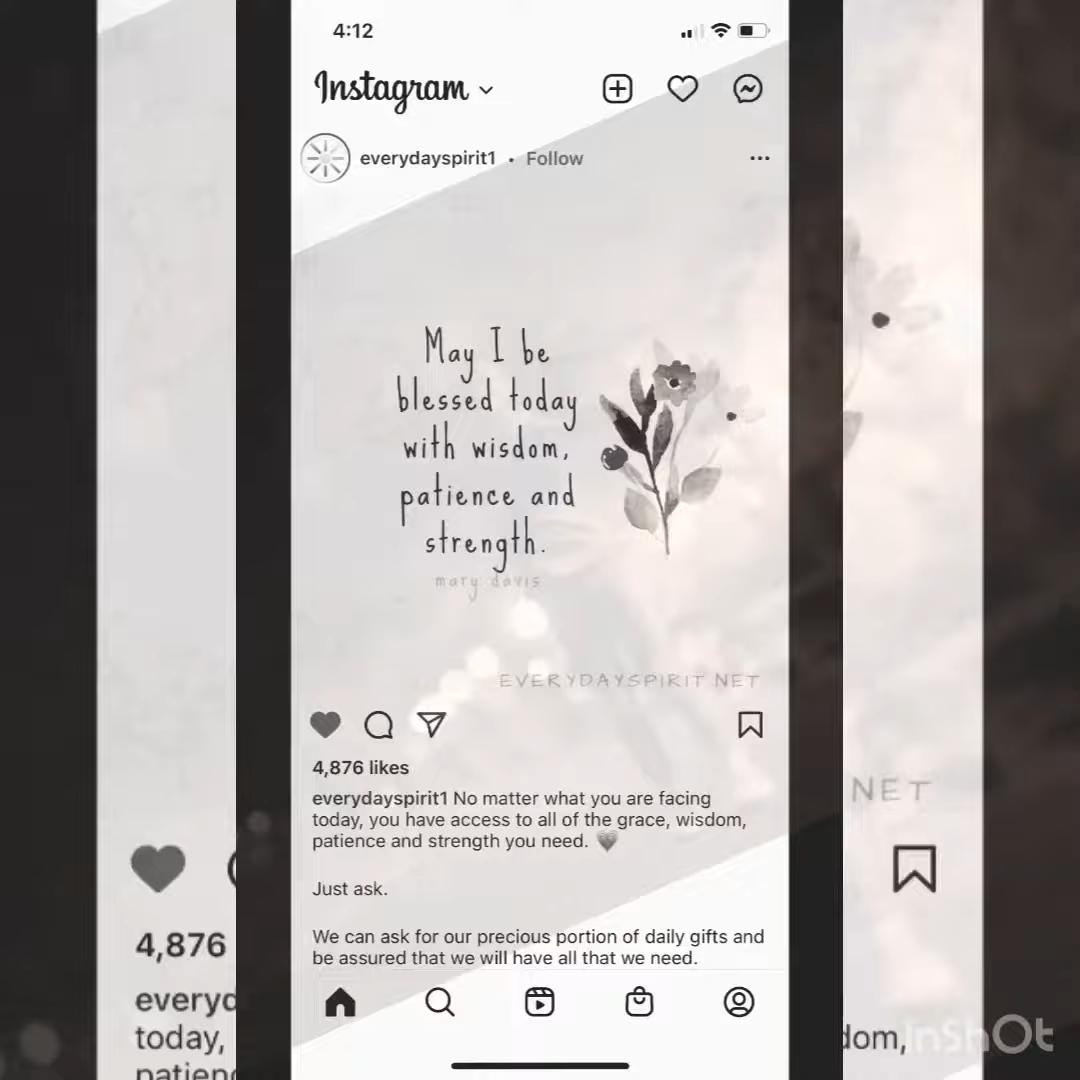 4:12
Instagram
everydayspirit1 • Follow
May I be
blessed today
with wisdom,
patience and
strength.
mary davis
EVERYDAYSPIRIT.NET
4,876 likes
everydayspirit1 No matter what you are facing
today, you have access to all of the grace, wisdom,
patience and strength you need.
Just ask.
We can ask for our precious portion of daily gifts and
be assured that we will have all that we need.
4,876
everyd
today,
patien
NET
dom,
InShOt